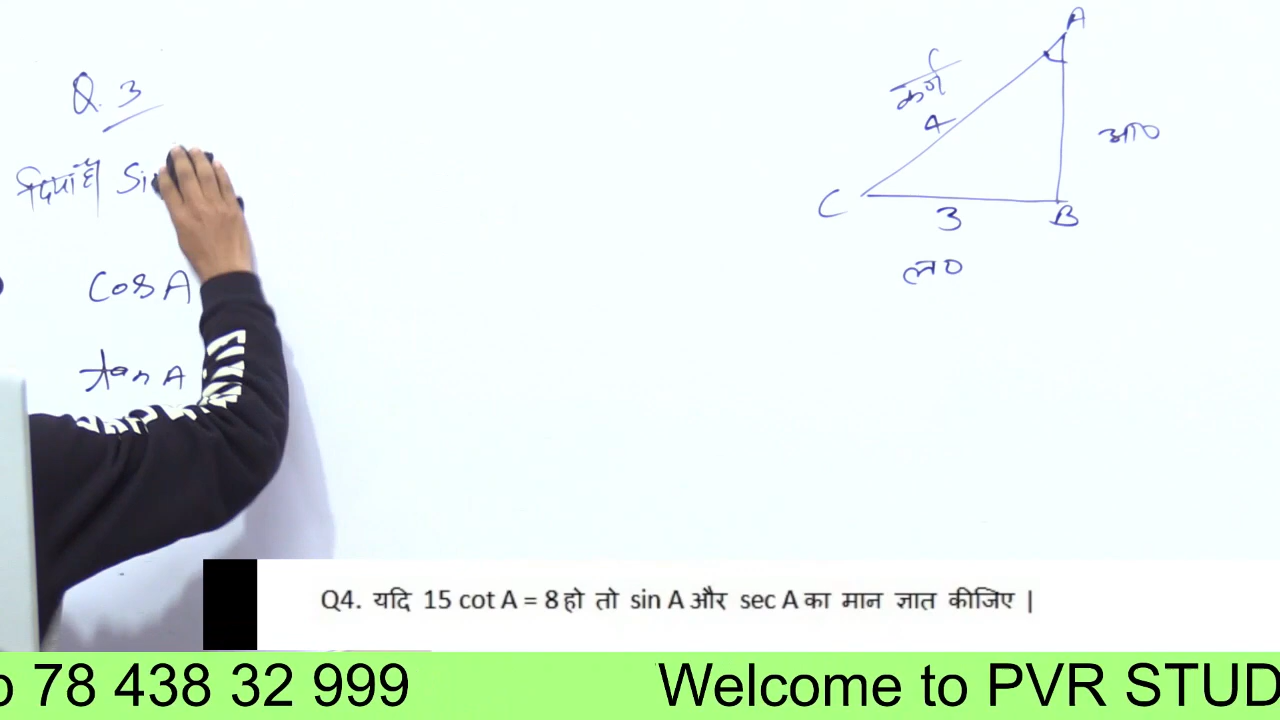 Q. 3
दिया है Sin
cos A
tan A
A
कर्ण
4
आ०
C
3
B
ल०
Q4. यदि 15 cot A = 8 हो तो sin A और sec A का मान ज्ञात कीजिए |
o 78 438 32 999 Welcome to PVR STUD